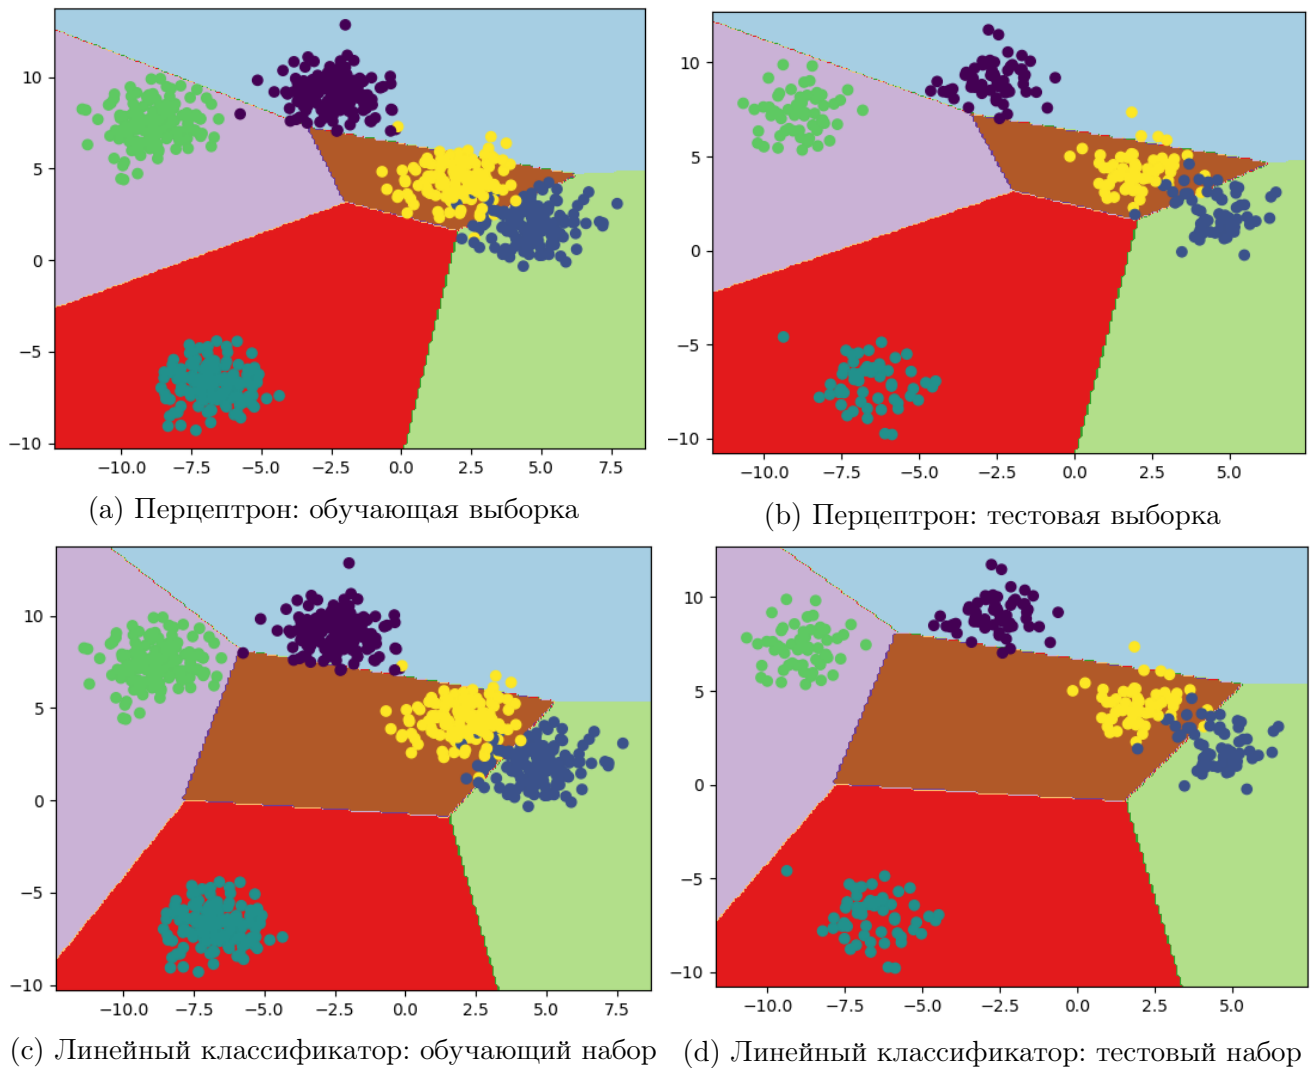 10
5
0
−5
−10
−10.0 −7.5 −5.0 −2.5 0.0 2.5 5.0 7.5
(a) Перцептрон: обучающая выборка
10
5
0
−5
−10
−10.0 −7.5 −5.0 −2.5 0.0 2.5 5.0
(b) Перцептрон: тестовая выборка
10
5
0
−5
−10
−10.0 −7.5 −5.0 −2.5 0.0 2.5 5.0 7.5
(c) Линейный классификатор: обучающий набор
10
5
0
−5
−10
−10.0 −7.5 −5.0 −2.5 0.0 2.5 5.0
(d) Линейный классификатор: тестовый набор